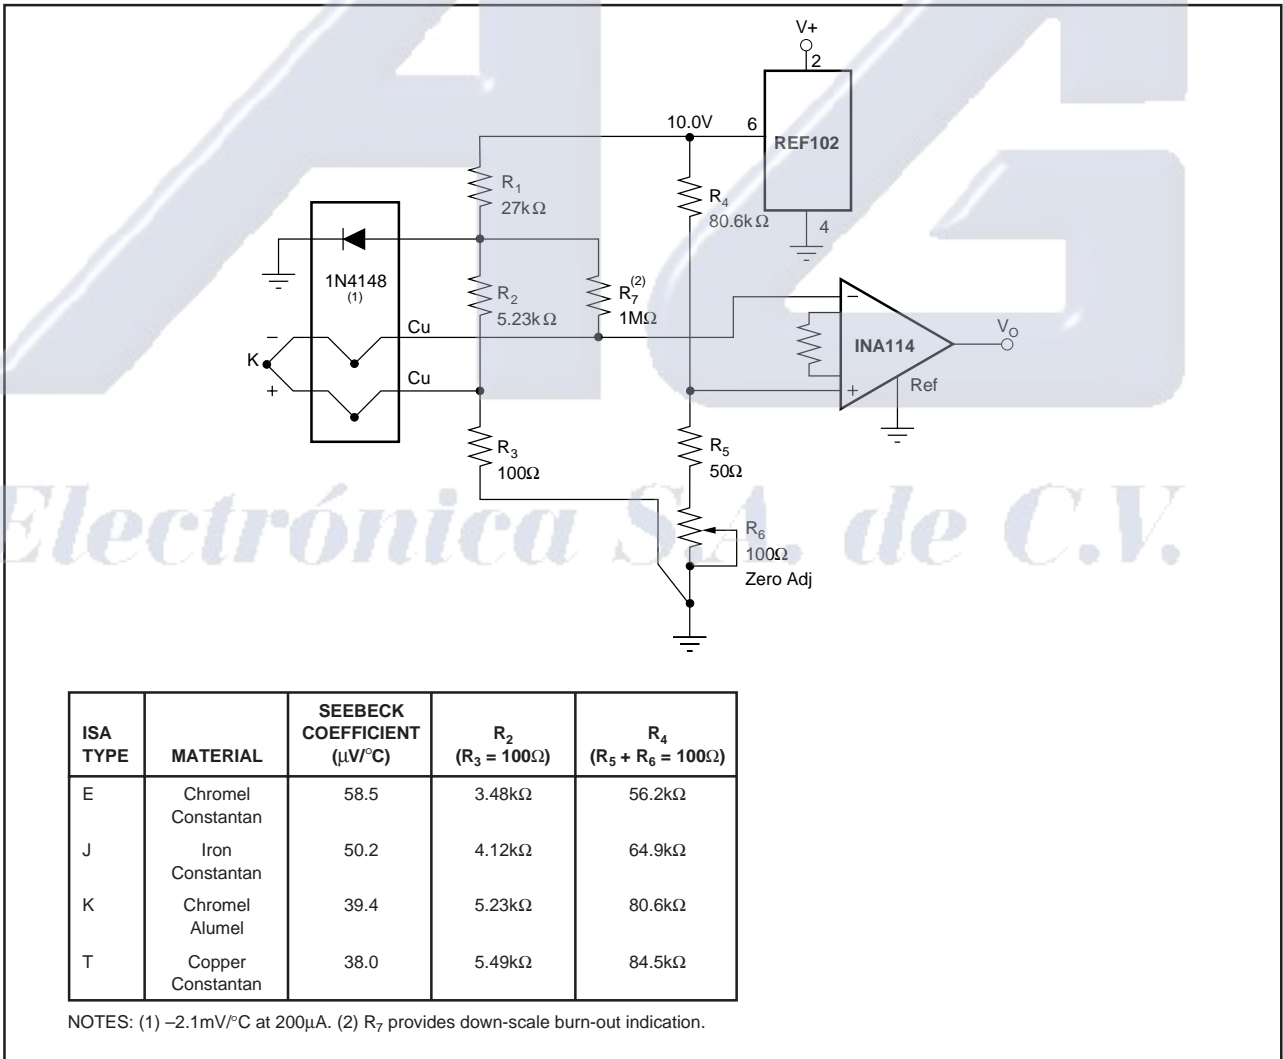 V+
2
10.0V
6
REF102
R1
27kΩ
R4
80.6kΩ
4
1N4148
(1)
R2
5.23kΩ
R7(2)
1MΩ
Cu
–
K
Cu
+
–
INA114
VO
+
Ref
R3
100Ω
R5
50Ω
R6
100Ω
Zero Adj
AG
Electrónica S.A. de C.V.
ISA TYPE | MATERIAL | SEEBECK COEFFICIENT (μV/°C) | R2 (R3 = 100Ω) | R4 (R5 + R6 = 100Ω)
E | Chromel Constantan | 58.5 | 3.48kΩ | 56.2kΩ
J | Iron Constantan | 50.2 | 4.12kΩ | 64.9kΩ
K | Chromel Alumel | 39.4 | 5.23kΩ | 80.6kΩ
T | Copper Constantan | 38.0 | 5.49kΩ | 84.5kΩ
NOTES: (1) –2.1mV/°C at 200μA. (2) R7 provides down-scale burn-out indication.